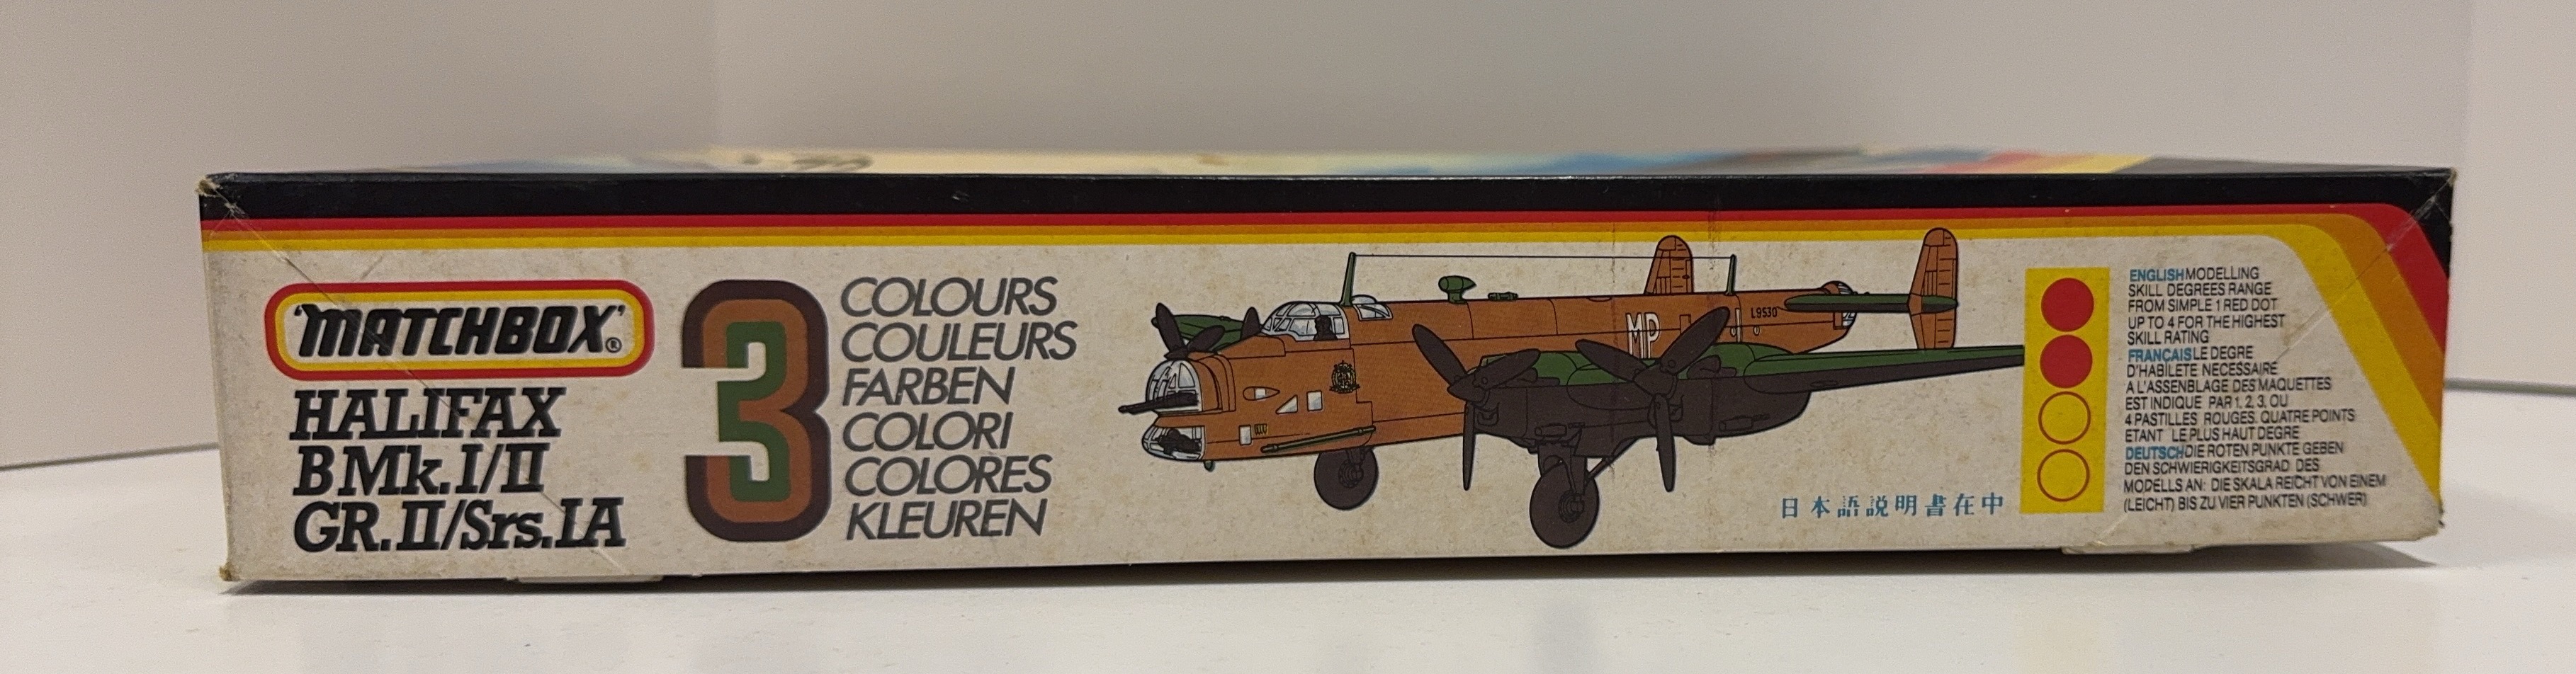 'MATCHBOX'®
HALIFAX
B Mk.I/II
GR.II/Srs.IA
3
COLOURS
COULEURS
FARBEN
COLORI
COLORES
KLEUREN
MP
L9530
日本語説明書在中
ENGLISH MODELLING
SKILL DEGREES RANGE
FROM SIMPLE 1 RED DOT
UP TO 4 FOR THE HIGHEST
SKILL RATING
FRANÇAIS LE DEGRE
D'HABILETE NECESSAIRE
A L'ASSENBLAGE DES MAQUETTES
EST INDIQUE PAR 1, 2, 3, OU
4 PASTILLES ROUGES. QUATRE POINTS
ETANT LE PLUS HAUT DEGRE
DEUTSCH DIE ROTEN PUNKTE GEBEN
DEN SCHWIERIGKEITSGRAD DES
MODELLS AN: DIE SKALA REICHT VON EINEM
(LEICHT) BIS ZU VIER PUNKTEN (SCHWER)